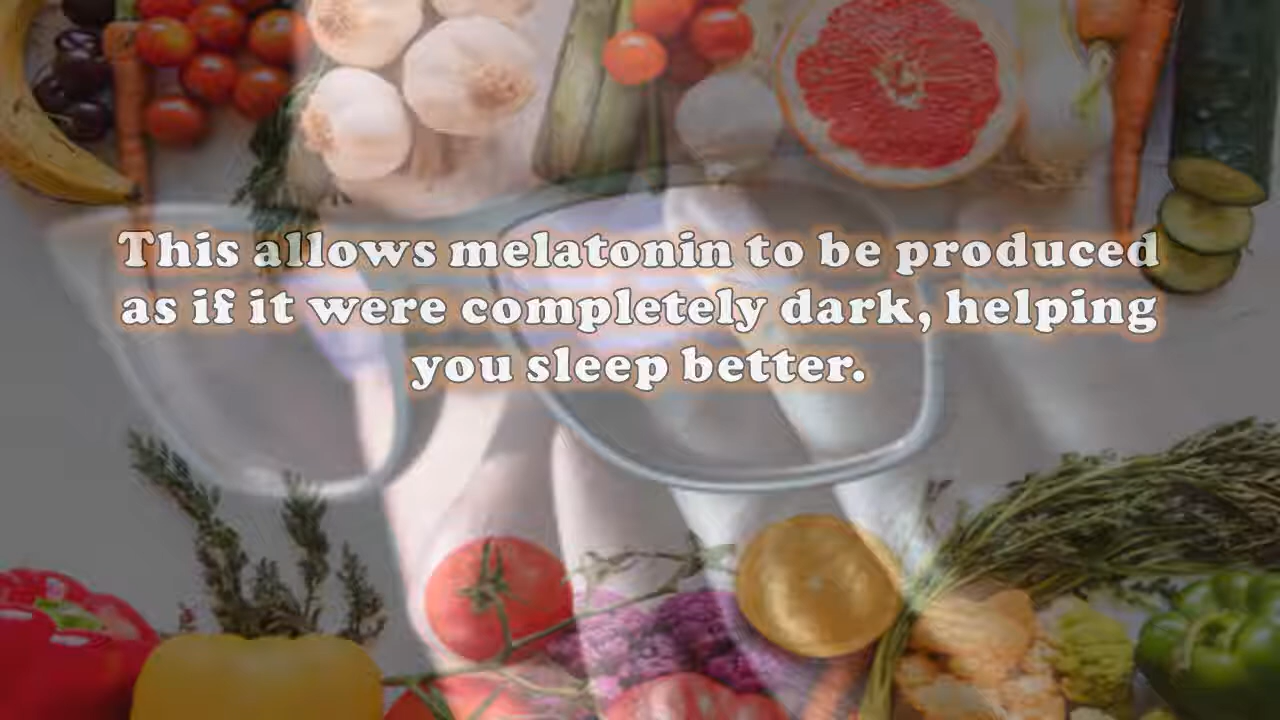 This allows melatonin to be produced
as if it were completely dark, helping
you sleep better.